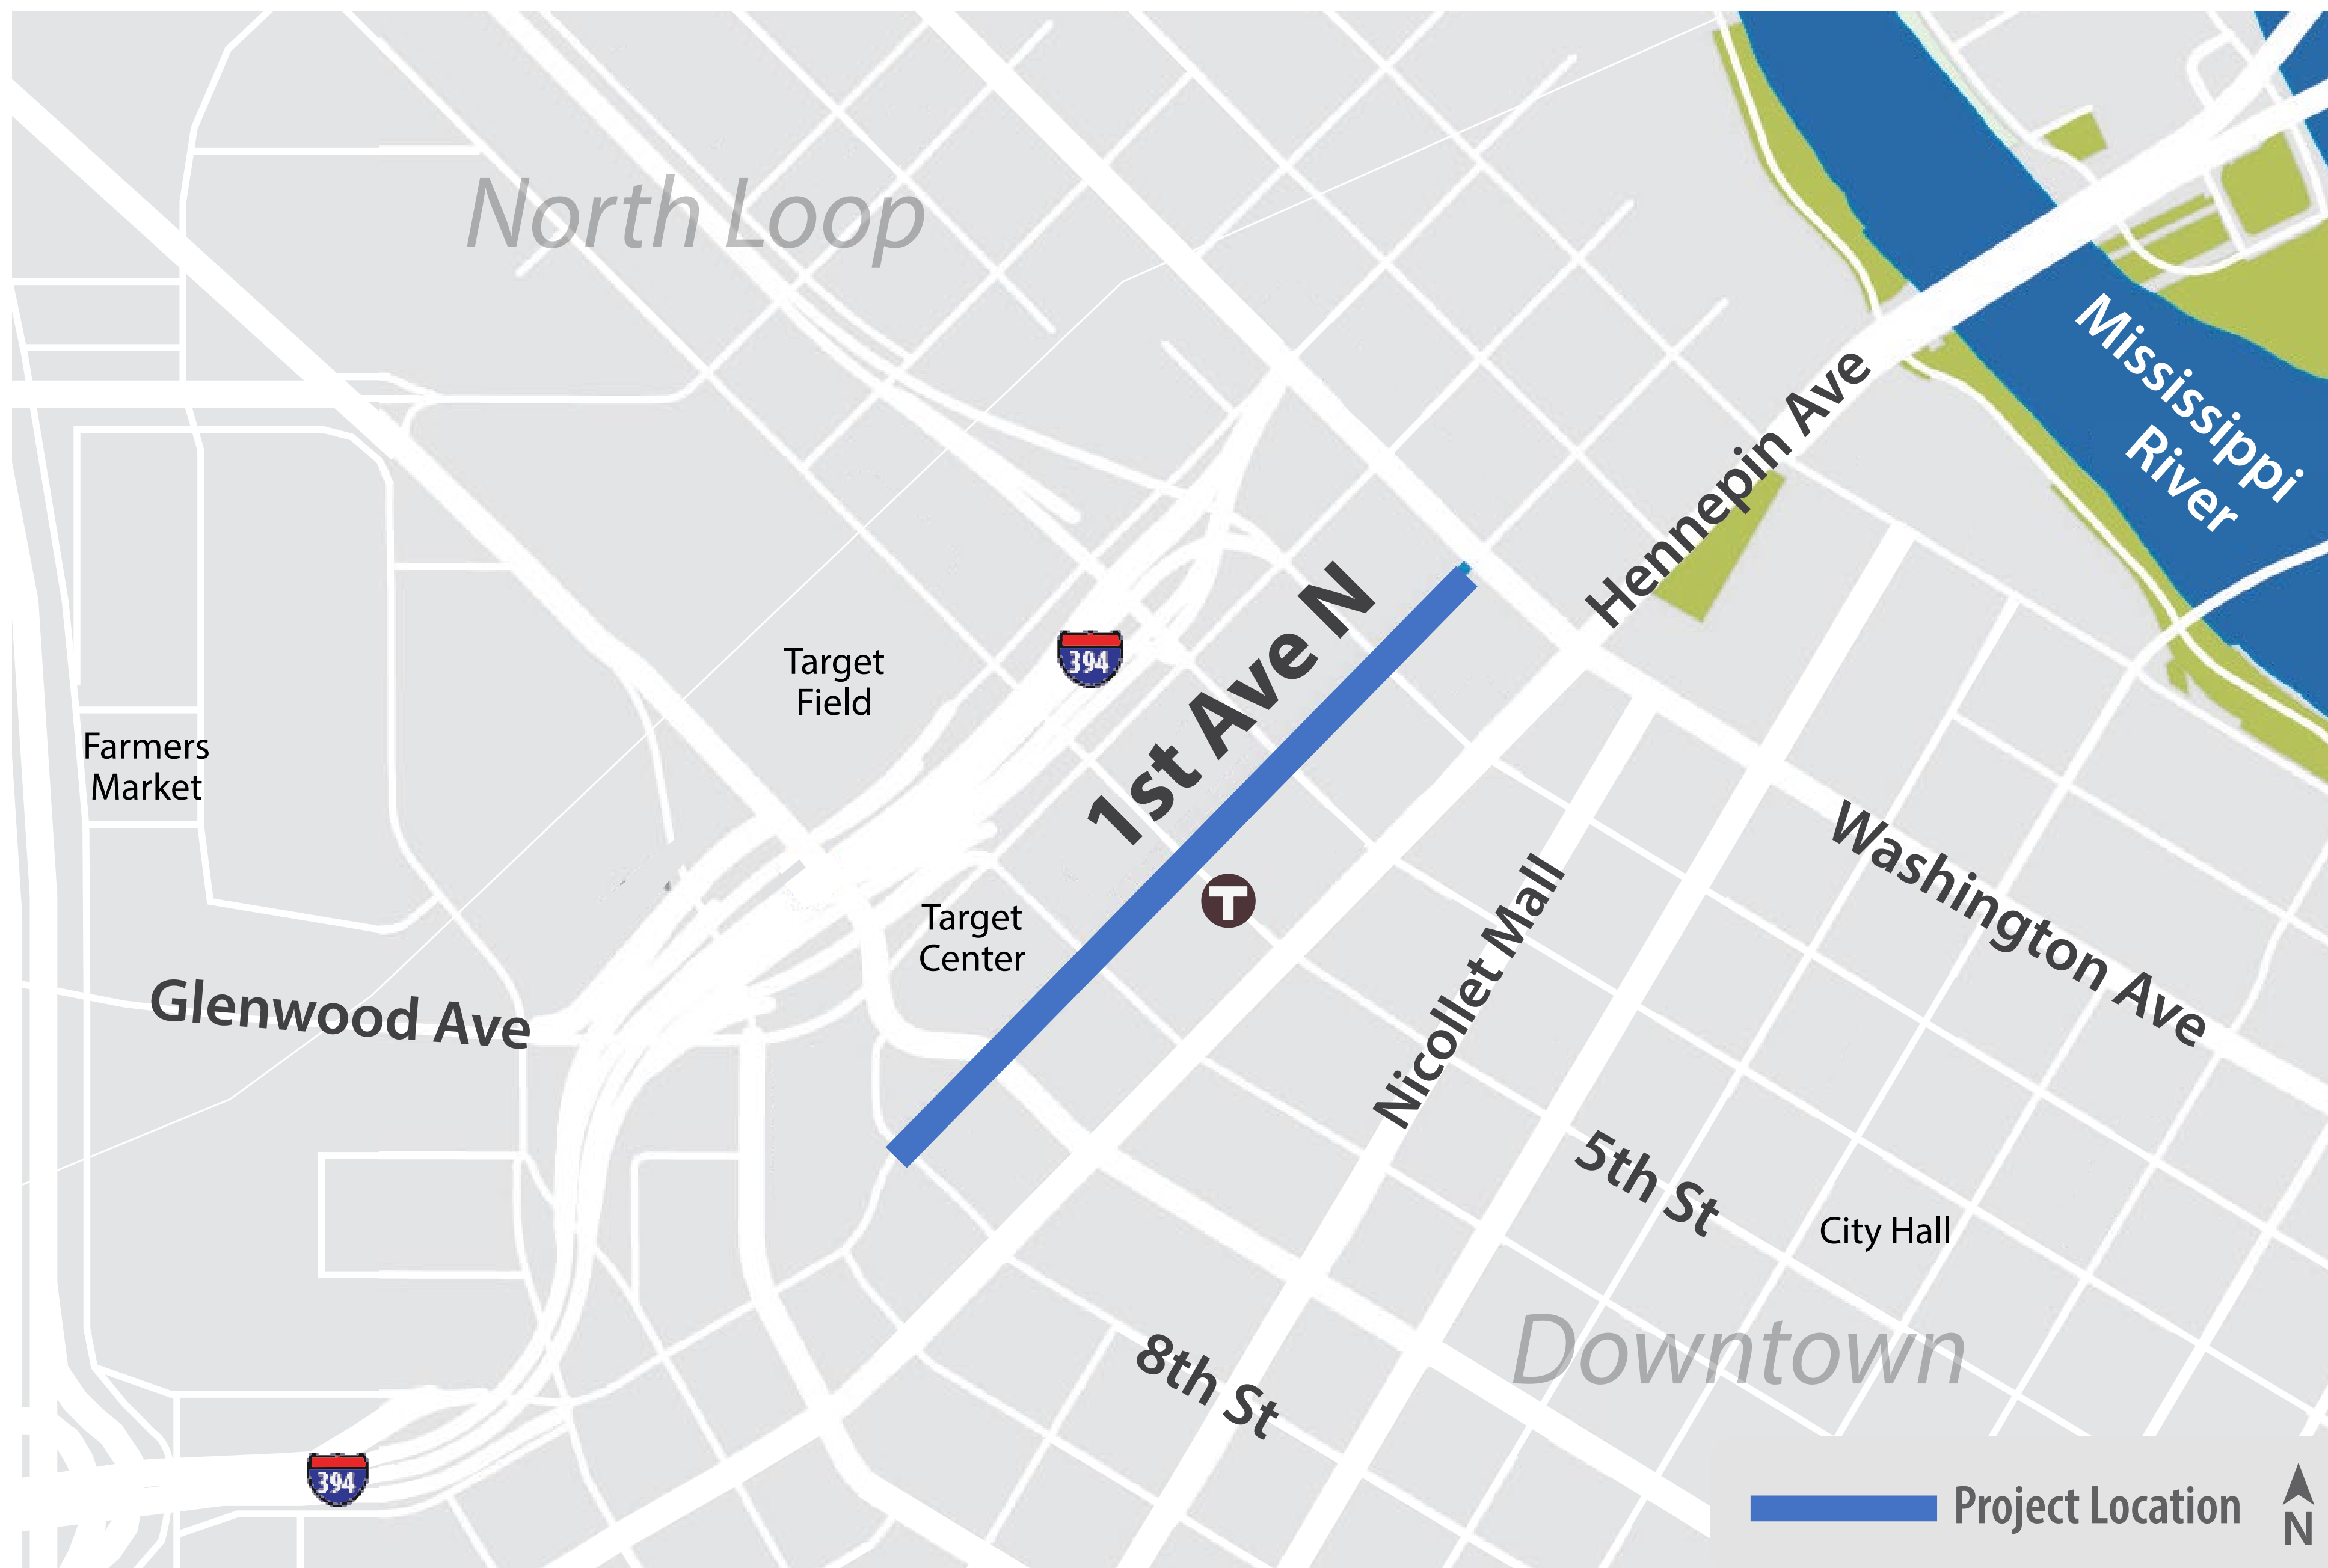 North Loop
Mississippi
River
Hennepin Ave
1st Ave N
394
Target
Field
Farmers
Market
T
Washington Ave
Nicollet Mall
Target
Center
Glenwood Ave
5th St
City Hall
Downtown
8th St
394
Project Location
N